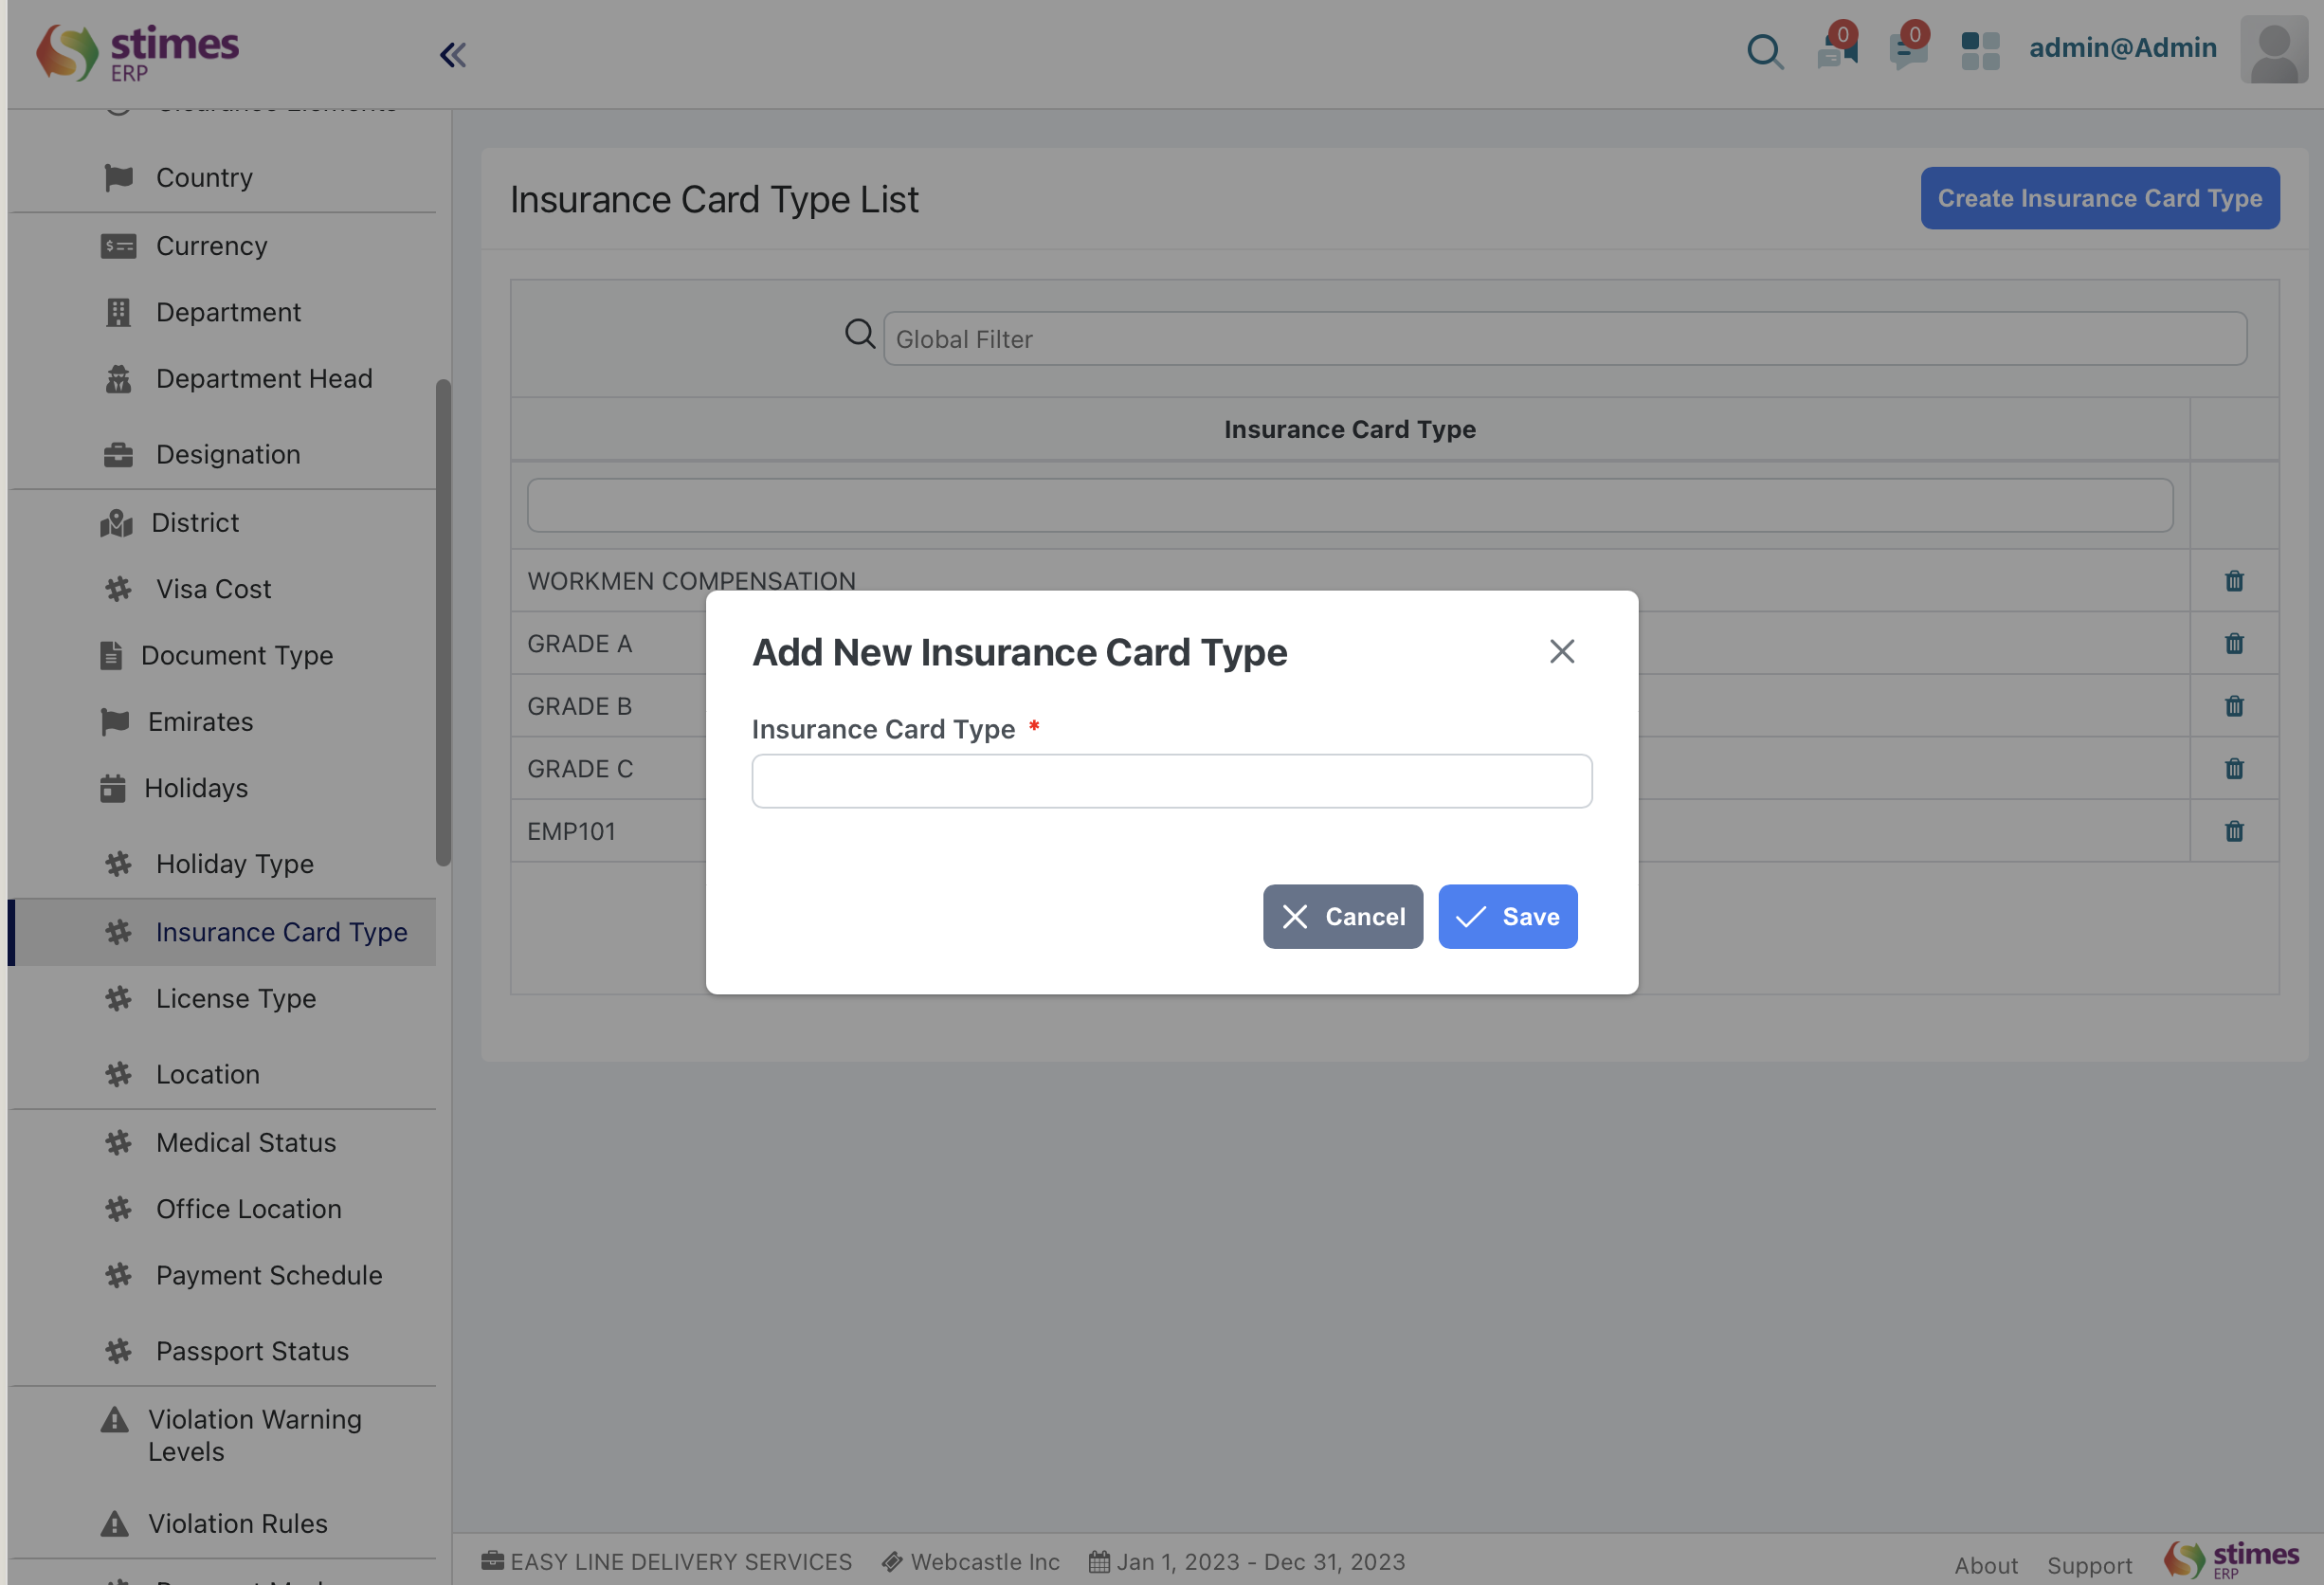 stimes
ERP
0
0
admin@Admin
Clearance Elements
Country
Currency
Department
Department Head
Designation
District
Visa Cost
Document Type
Emirates
Holidays
Holiday Type
Insurance Card Type
License Type
Location
Medical Status
Office Location
Payment Schedule
Passport Status
Violation Warning
Levels
Violation Rules
Insurance Card Type List
Create Insurance Card Type
Global Filter
Insurance Card Type
WORKMEN COMPENSATION
GRADE A
GRADE B
GRADE C
EMP101
Add New Insurance Card Type
Insurance Card Type *
Cancel
Save
EASY LINE DELIVERY SERVICES
Webcastle Inc
Jan 1, 2023 - Dec 31, 2023
About
Support
stimes
ERP